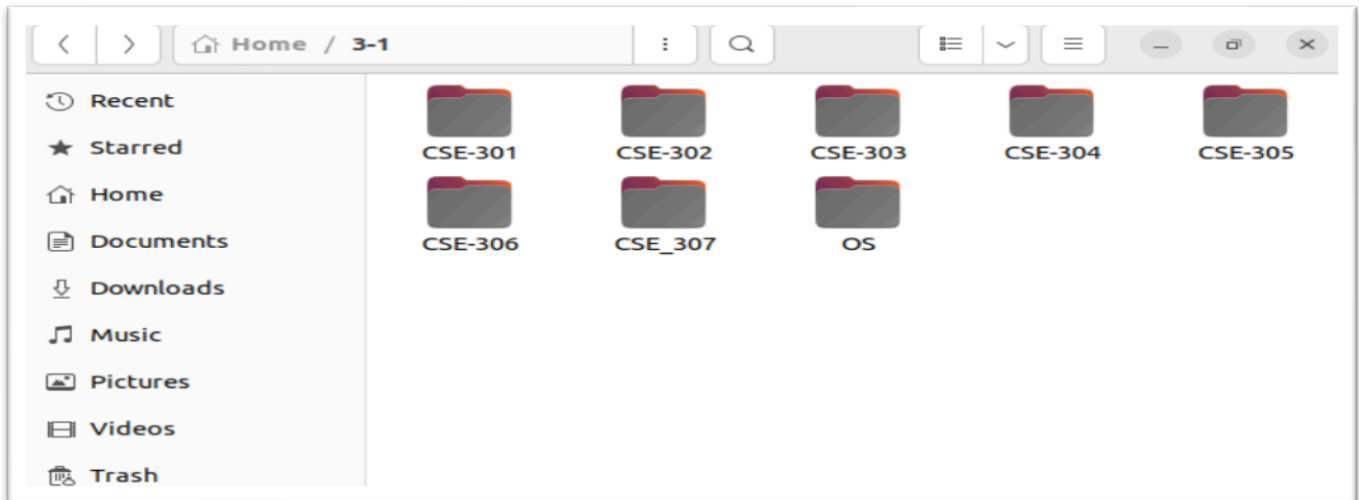 Home / 3-1
Recent
Starred
Home
Documents
Downloads
Music
Pictures
Videos
Trash
CSE-301 CSE-302 CSE-303 CSE-304 CSE-305
CSE-306 CSE_307 OS